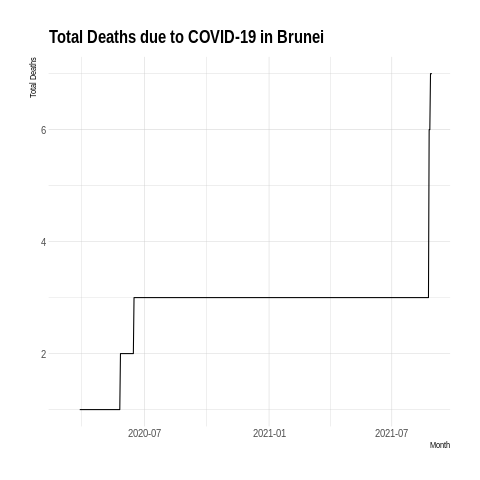 Total Deaths due to COVID-19 in Brunei
Total Deaths
6
4
2
2020-07
2021-01
2021-07
Month